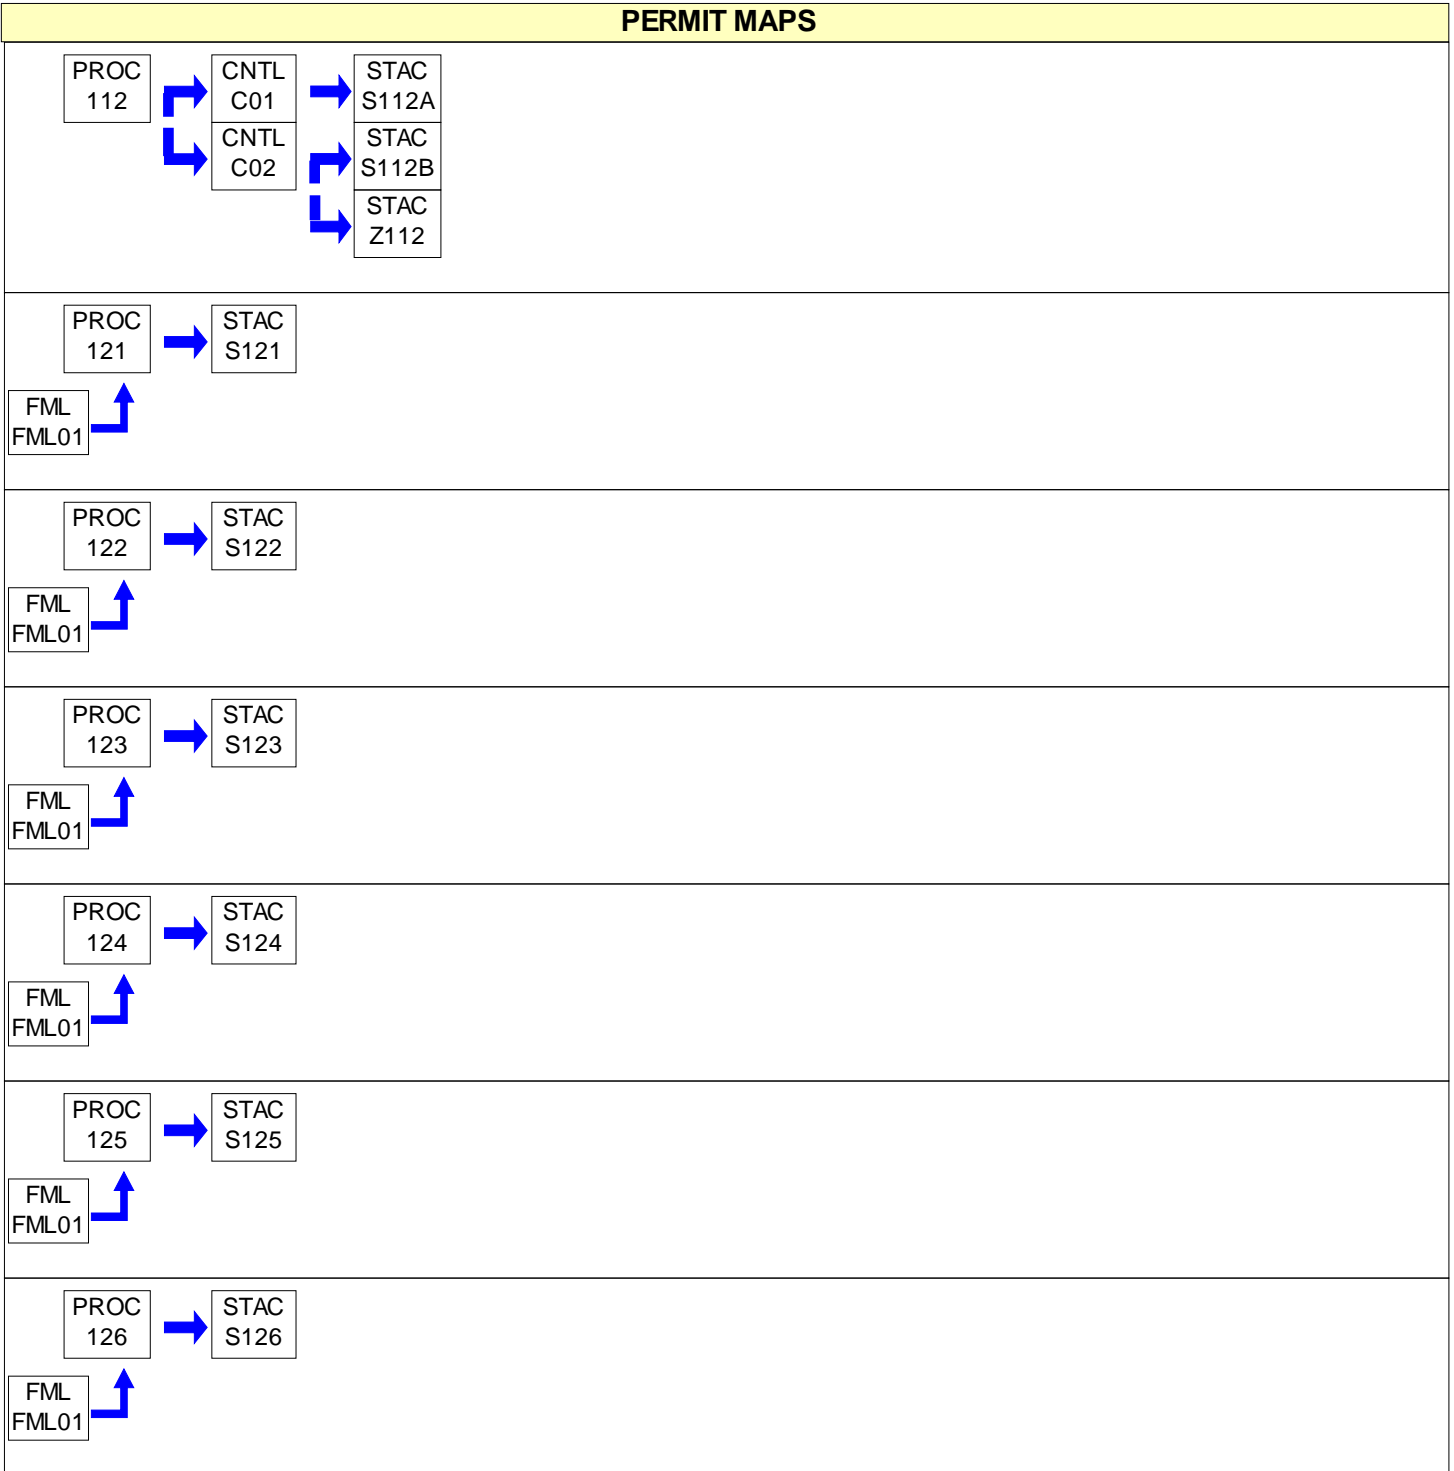 PERMIT MAPS
PROC
112
CNTL
C01
STAC
S112A
CNTL
C02
STAC
S112B
STAC
Z112
PROC
121
STAC
S121
FML
FML01
PROC
122
STAC
S122
FML
FML01
PROC
123
STAC
S123
FML
FML01
PROC
124
STAC
S124
FML
FML01
PROC
125
STAC
S125
FML
FML01
PROC
126
STAC
S126
FML
FML01